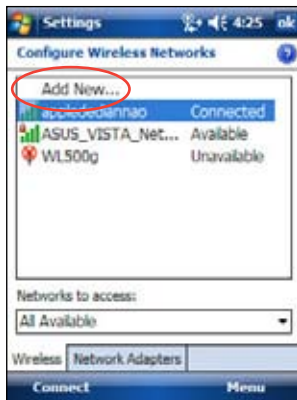 Settings 4:25 ok
Configure Wireless Networks
Add New...
appledediannao Connected
ASUS_VISTA_Net... Available
WL500g Unavailable
Networks to access:
All Available
Wireless Network Adapters
Connect Menu